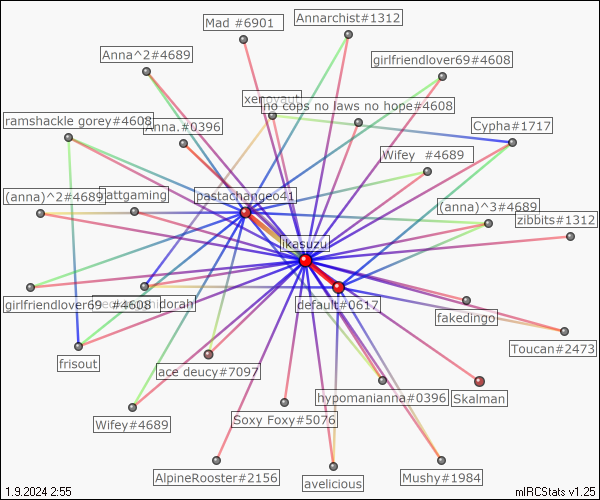 Mad #6901
Annarchist#1312
Anna^2#4689
girlfriendlover69#4608
xenovaut
no cops no laws no hope#4608
ramshackle gorey#4608
Anna.#0396
Cypha#1717
Wifey #4689
(anna)^2#4689
attgaming
pastachangeo41
(anna)^3#4689
zibbits#1312
ikasuzu
girlfriendlover69 #4608
midorah
default#0617
fakedingo
Toucan#2473
frisout
ace deucy#7097
hypomanianna#0396
Skalman
Wifey#4689
Soxy Foxy#5076
AlpineRooster#2156
avelicious
Mushy#1984
1.9.2024 2:55
mIRCStats v1.25